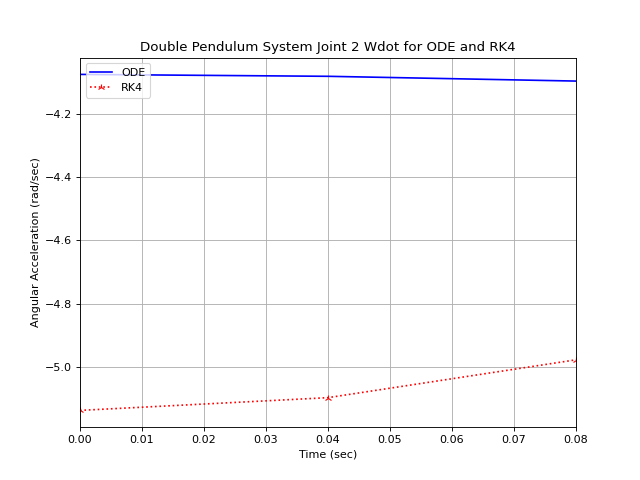 Double Pendulum System Joint 2 Wdot for ODE and RK4
ODE
RK4
Angular Acceleration (rad/sec)
−4.2
−4.4
−4.6
−4.8
−5.0
0.00 0.01 0.02 0.03 0.04 0.05 0.06 0.07 0.08
Time (sec)